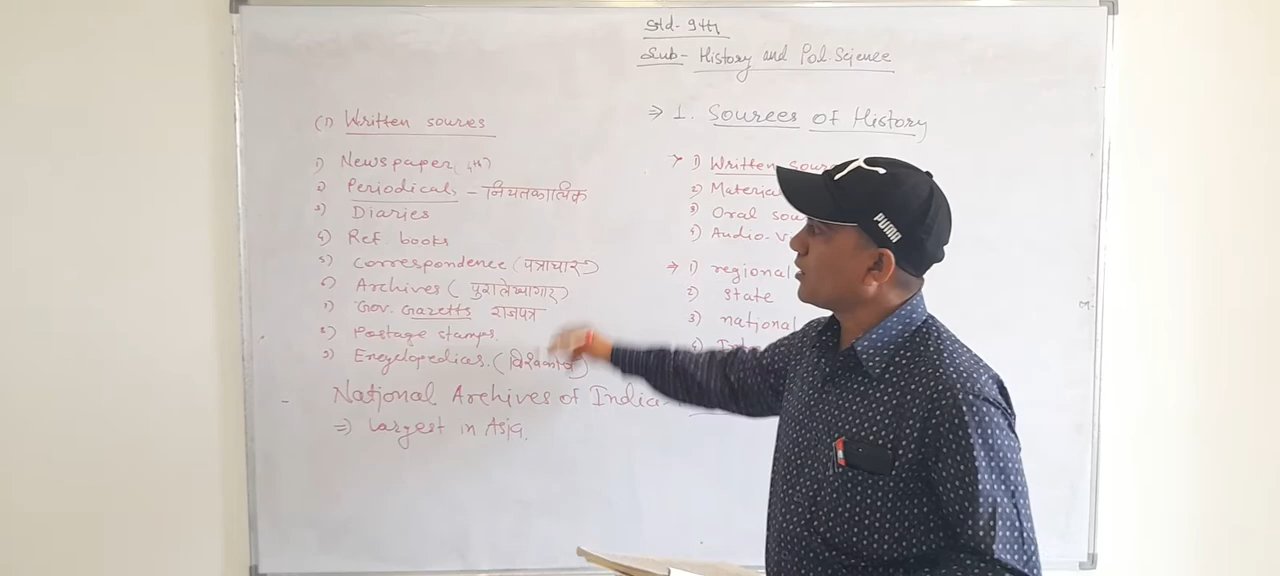 Std- 9th
Sub- History and Pol. Science
(1) Written soures
1) Newspaper
2) Periodicals - नियतकालिक
3) Diaries
4) Ref. books
5) Correspondence (पत्राचार)
6) Archives (पुरालेखागार)
7) Gov. Gazetts राजपत्र
8) Postage stamps.
9) Encyclopedias. (विश्वकोश)
- National Archives of India-
⇒ largest in Asia.
⇒ 1. Sources of History
1) Written sour
2) Materia
3) Oral sou
4) Audio-v
⇒ 1) regional
2) state
3) national
4)
PUMA